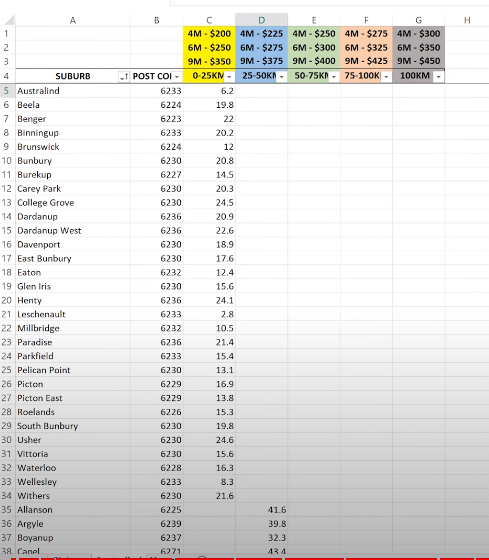 A B C D E F G H
1 4M - $200 4M - $225 4M - $250 4M - $275 4M - $300
2 6M - $250 6M - $275 6M - $300 6M - $325 6M - $350
3 9M - $350 9M - $375 9M - $400 9M - $425 9M - $450
4 SUBURB POST COI 0-25KM 25-50KM 50-75KM 75-100K 100KM
5 Australind 6233 6.2
6 Beela 6224 19.8
7 Benger 6223 22
8 Binningup 6233 20.2
9 Brunswick 6224 12
10 Bunbury 6230 20.8
11 Burekup 6227 14.5
12 Carey Park 6230 20.3
13 College Grove 6230 24.5
14 Dardanup 6236 20.9
15 Dardanup West 6236 22.6
16 Davenport 6230 18.9
17 East Bunbury 6230 17.6
18 Eaton 6232 12.4
19 Glen Iris 6230 15.6
20 Henty 6236 24.1
21 Leschenault 6233 2.8
22 Millbridge 6232 10.5
23 Paradise 6236 21.4
24 Parkfield 6233 15.4
25 Pelican Point 6230 13.1
26 Picton 6229 16.9
27 Picton East 6229 13.8
28 Roelands 6226 15.3
29 South Bunbury 6230 19.8
30 Usher 6230 24.6
31 Vittoria 6230 15.6
32 Waterloo 6228 16.3
33 Wellesley 6233 8.3
34 Withers 6230 21.6
35 Allanson 6225 41.6
36 Argyle 6239 39.8
37 Boyanup 6237 32.3
38 Capel 6271 43.4